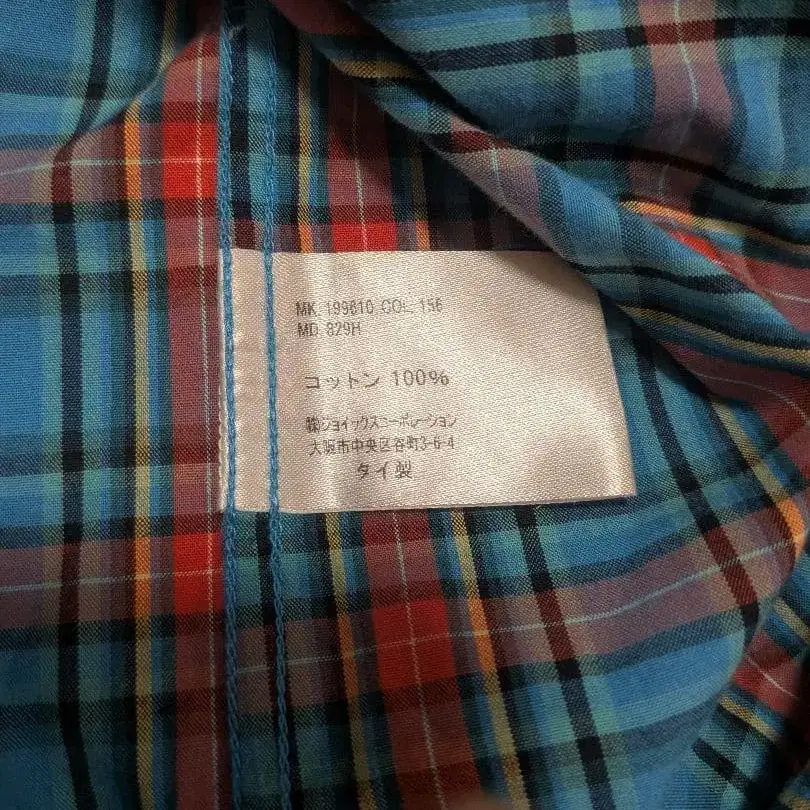 MK. 199610 COL. 156
MD. 829H
コットン 100%
㈱ジョイックスコーポレーション
大阪市中央区谷町3-6-4
タイ製